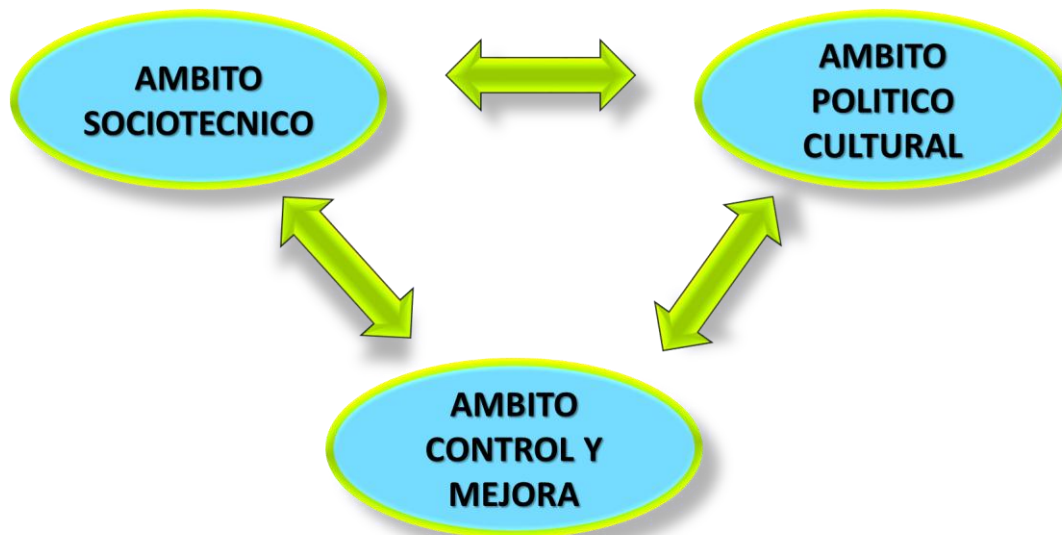 AMBITO
SOCIOTECNICO
AMBITO
POLITICO
CULTURAL
AMBITO
CONTROL Y
MEJORA